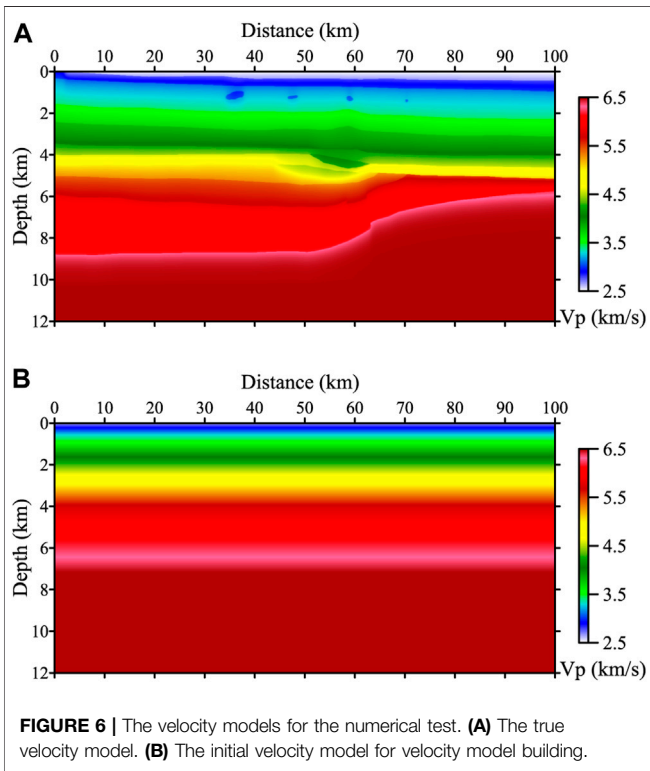 A
Distance (km)
0 10 20 30 40 50 60 70 80 90 100
0
2
4
6
8
10
12
Depth (km)
6.5
5.5
4.5
3.5
2.5
Vp (km/s)
B
Distance (km)
0 10 20 30 40 50 60 70 80 90 100
0
2
4
6
8
10
12
Depth (km)
6.5
5.5
4.5
3.5
2.5
Vp (km/s)
FIGURE 6 | The velocity models for the numerical test. (A) The true
velocity model. (B) The initial velocity model for velocity model building.